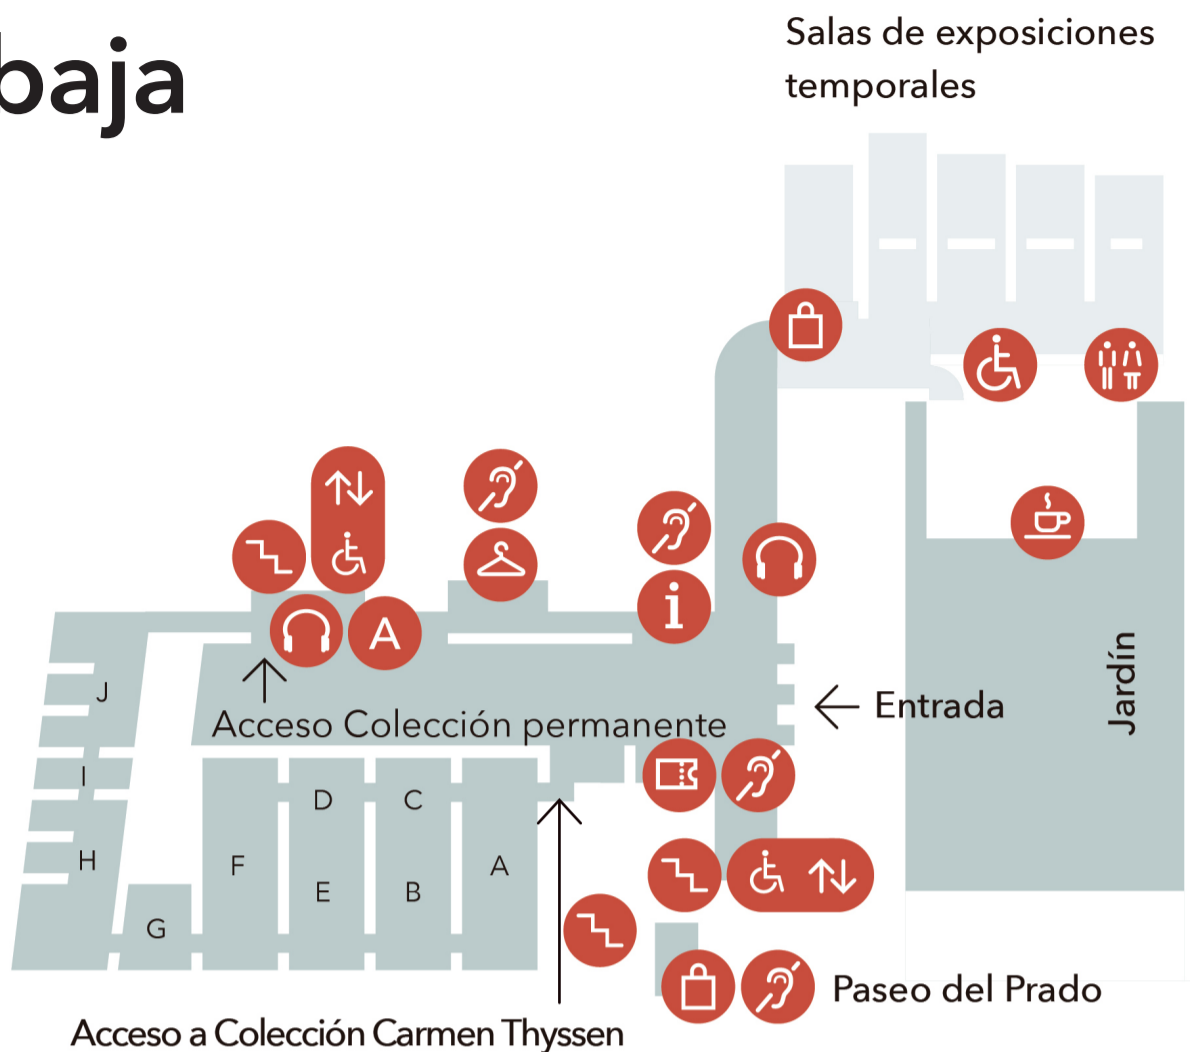 baja
Salas de exposiciones
temporales
A
i
J
Acceso Colección permanente
Entrada
Jardín
I
D
C
H
F
A
E
B
G
Paseo del Prado
Acceso a Colección Carmen Thyssen